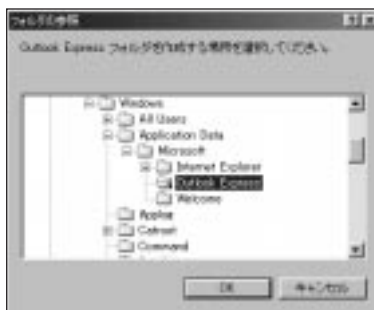 フォルダの参照
Outlook Express フォルダを作成する場所を選択してください。
Windows
All Users
Application Data
Microsoft
Internet Explorer
Outlook Express
Welcome
Applog
Catroot
Command
OK
キャンセル